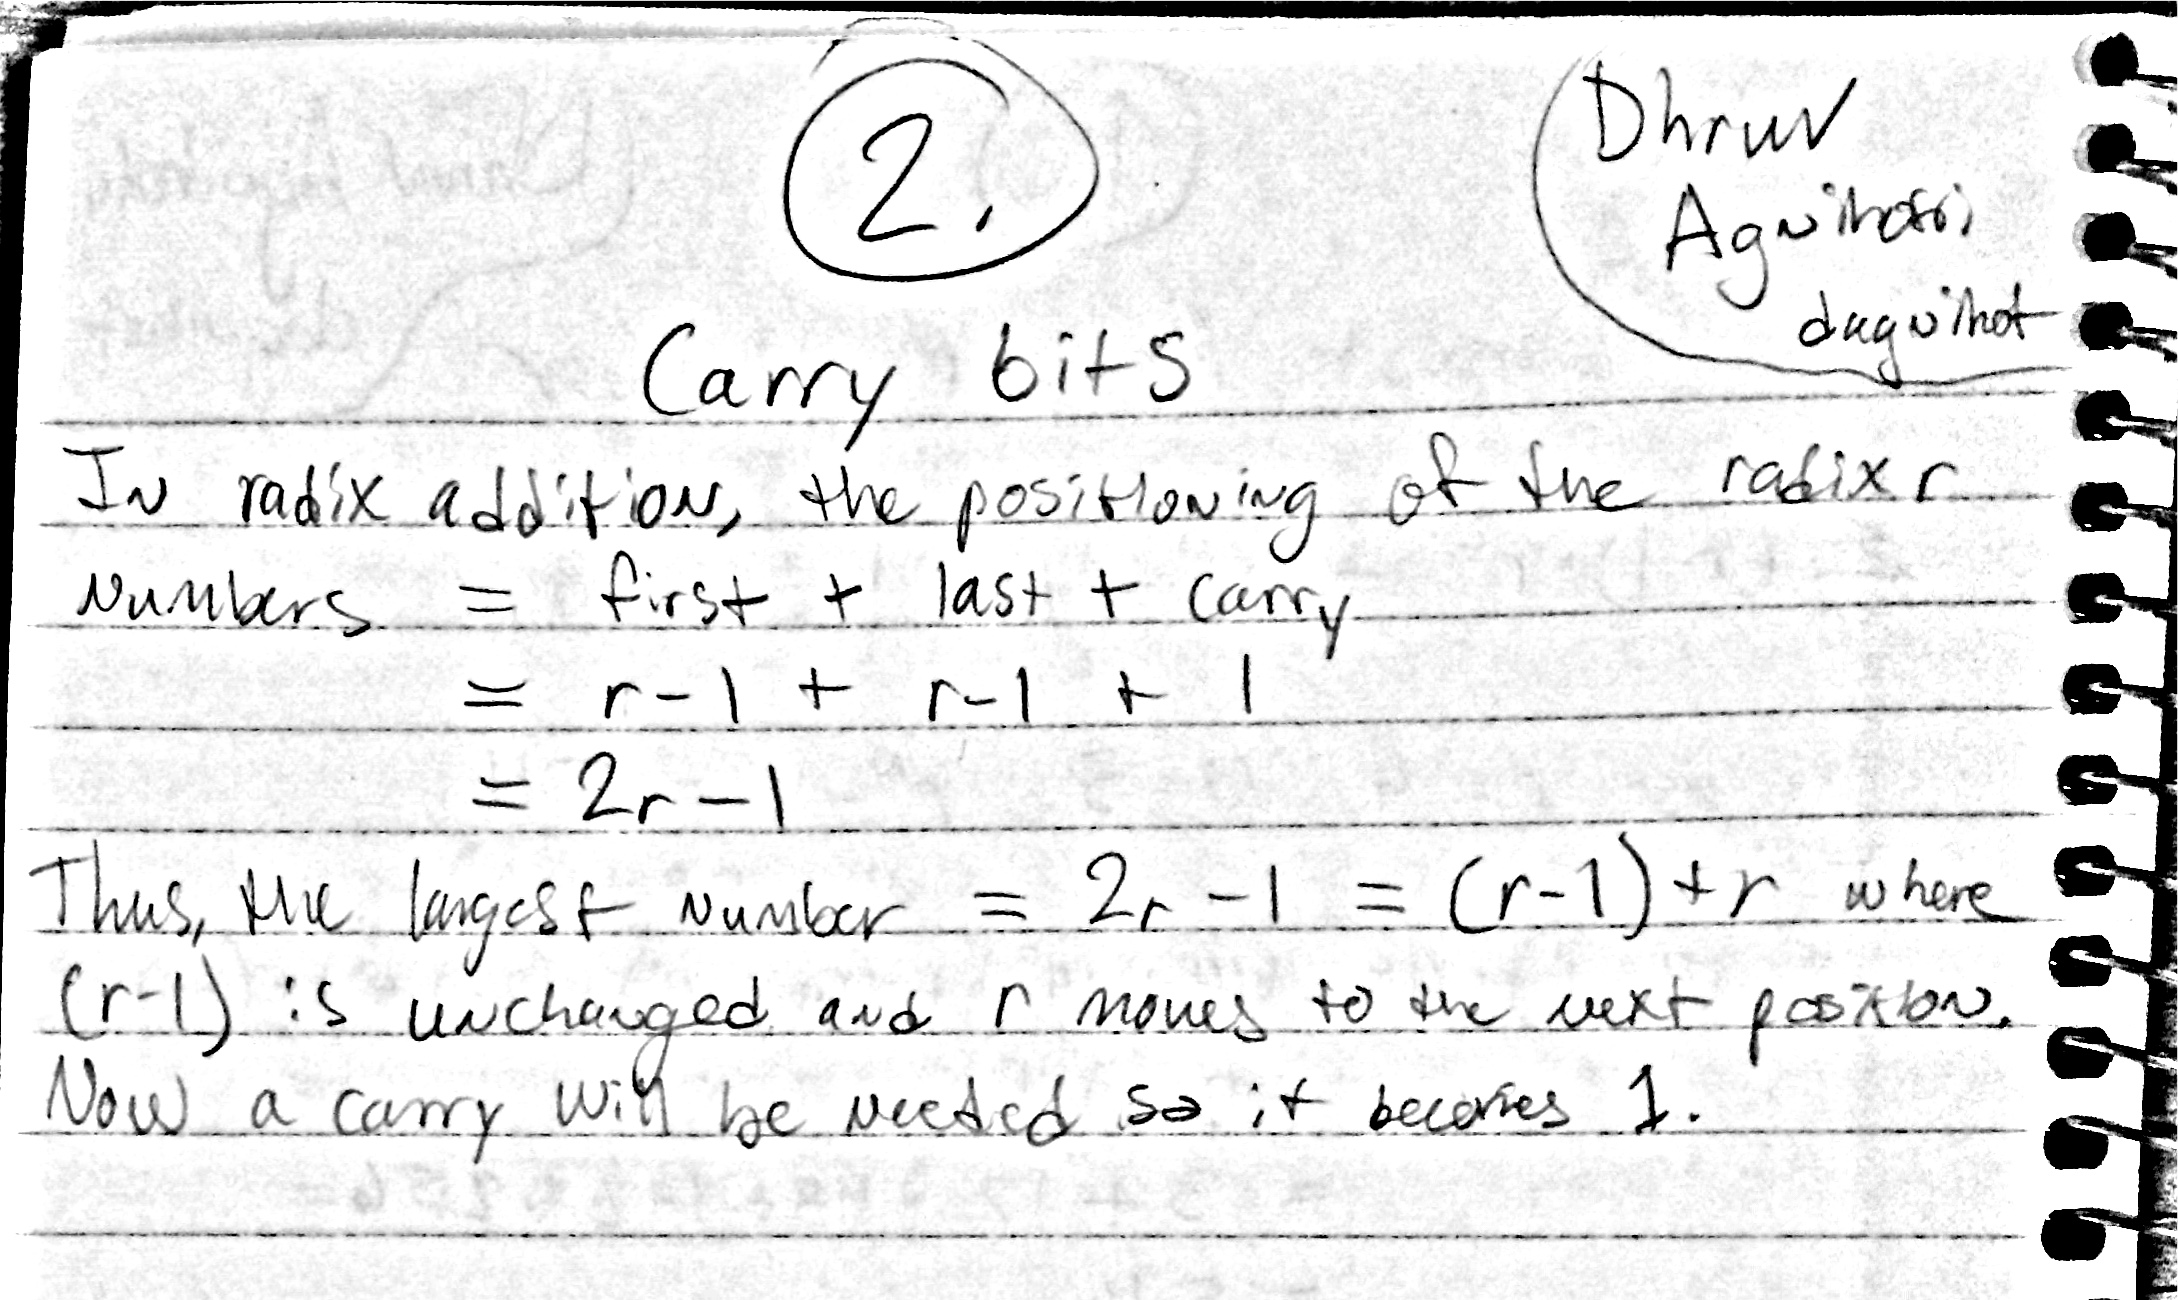 2.
Dhruv
Agnihotri
dagnihot
Carry bits
In radix addition, the positioning of the radix r
numbers = first + last + carry
= r-1 + r-1 + 1
= 2r-1
Thus, the largest number = 2r-1 = (r-1)+r where
(r-1) is unchanged and r moves to the next position.
Now a carry will be needed so it becomes 1.